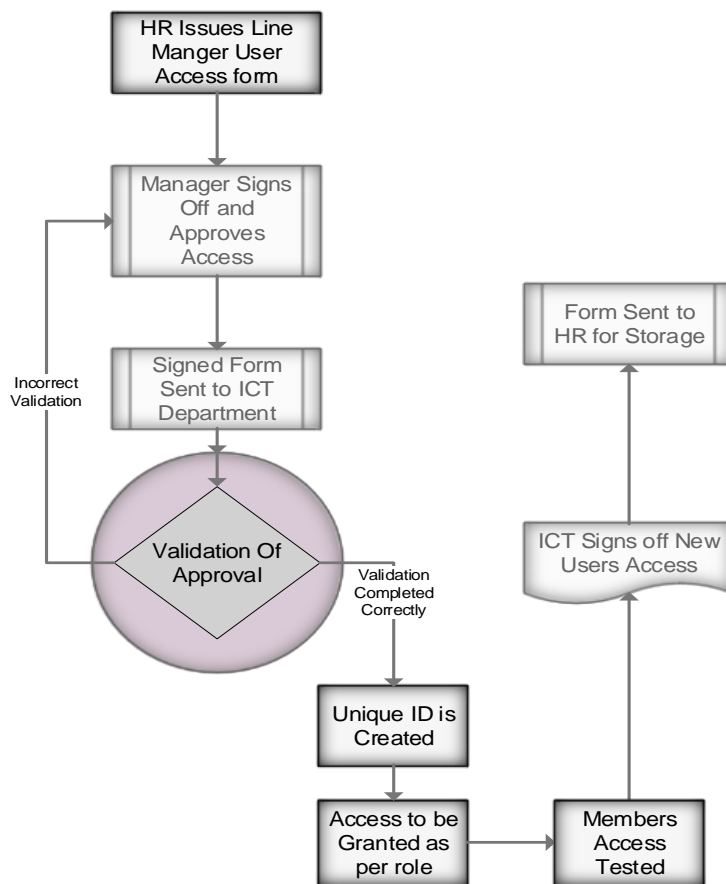 HR Issues Line
Manger User
Access form
Manager Signs
Off and
Approves
Access
Signed Form
Sent to ICT
Department
Incorrect
Validation
Validation Of
Approval
Validation
Completed
Correctly
Unique ID is
Created
Access to be
Granted as
per role
Members
Access
Tested
ICT Signs off New
Users Access
Form Sent to
HR for Storage